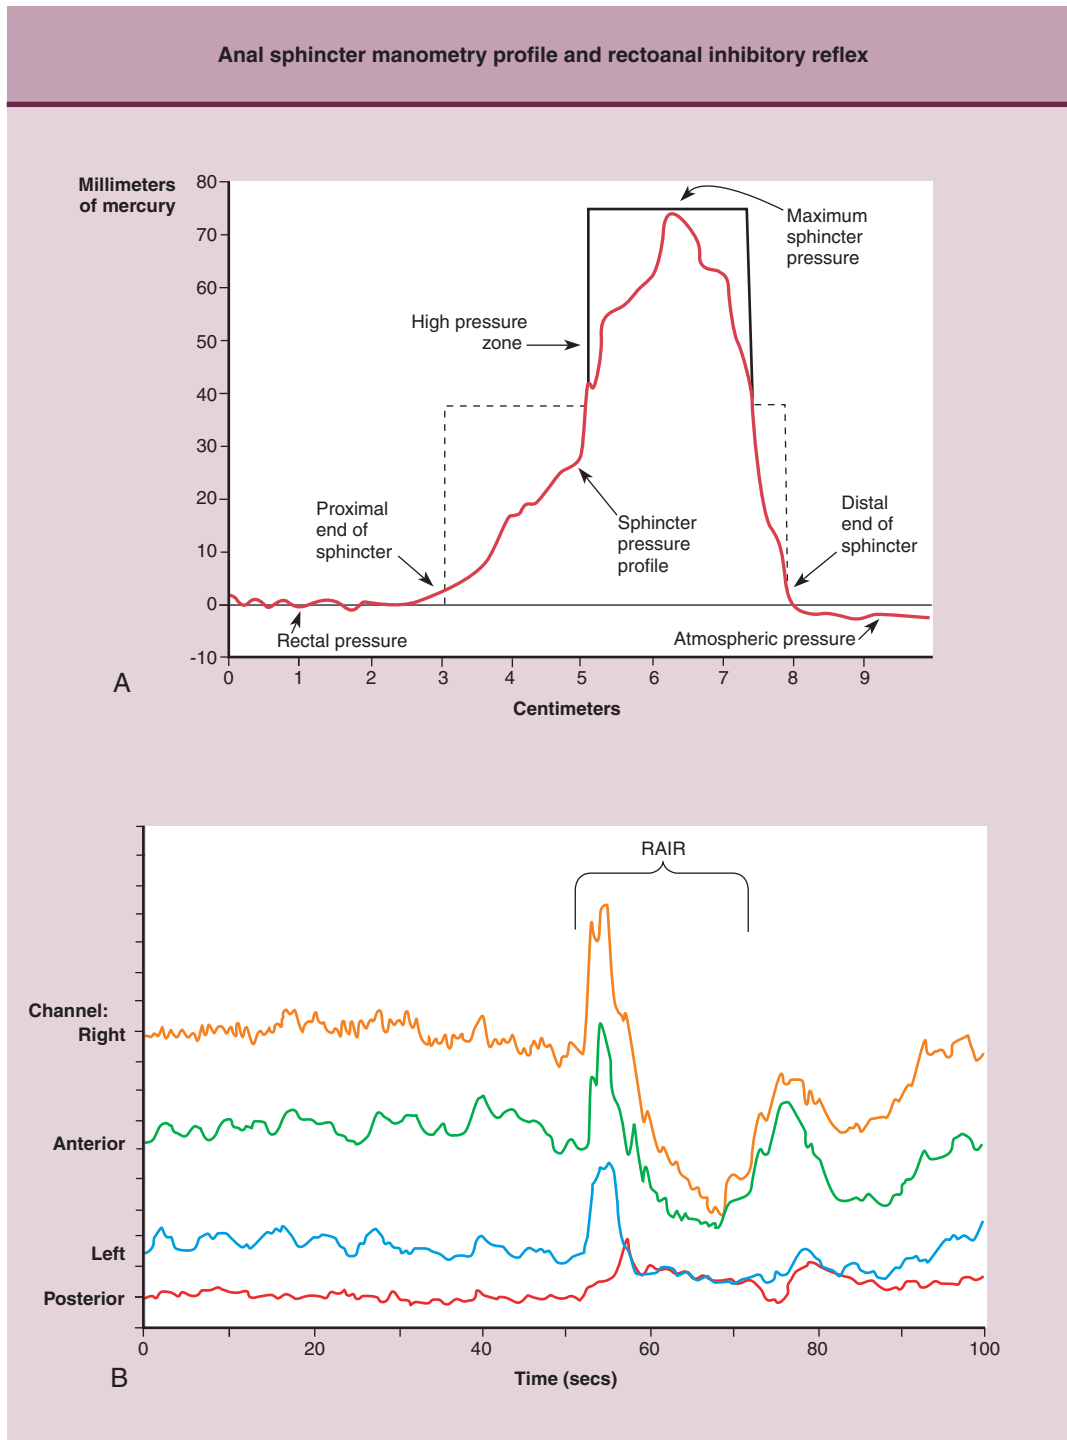 Anal sphincter manometry profile and rectoanal inhibitory reflex
Millimeters
of mercury
80
70
60
50
40
30
20
10
0
-10
Maximum
sphincter
pressure
High pressure
zone
Proximal
end of
sphincter
Sphincter
pressure
profile
Distal
end of
sphincter
Rectal pressure
Atmospheric pressure
0 1 2 3 4 5 6 7 8 9
A
Centimeters
RAIR
Channel:
Right
Anterior
Left
Posterior
0 20 40 60 80 100
B
Time (secs)